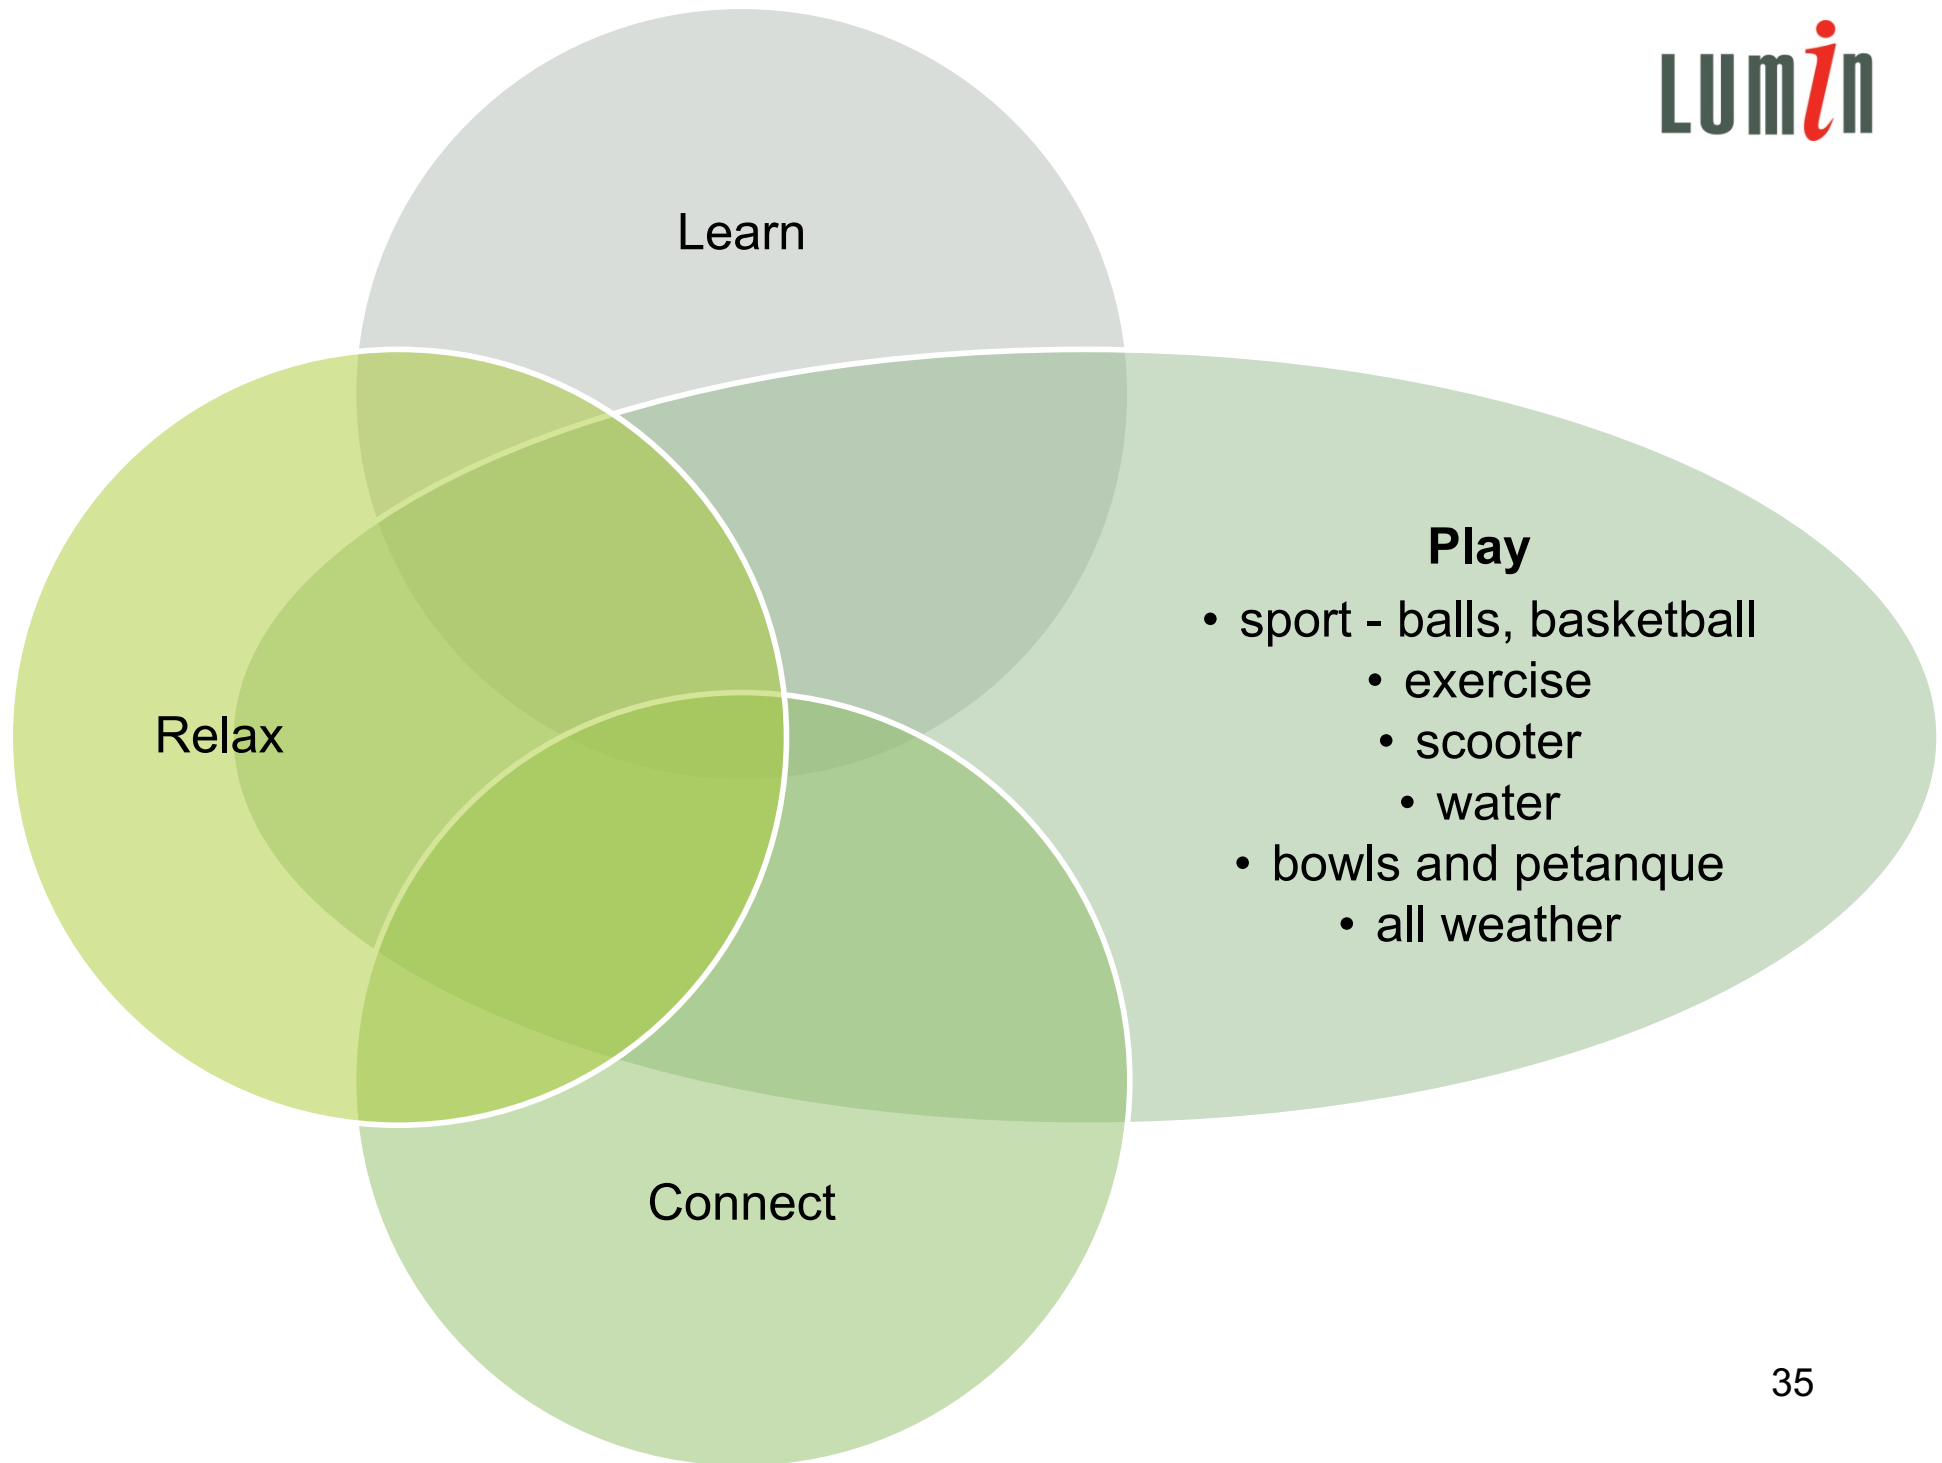 LUMiN
Learn
Play
• sport - balls, basketball
• exercise
• scooter
• water
• bowls and petanque
• all weather
Relax
Connect
35